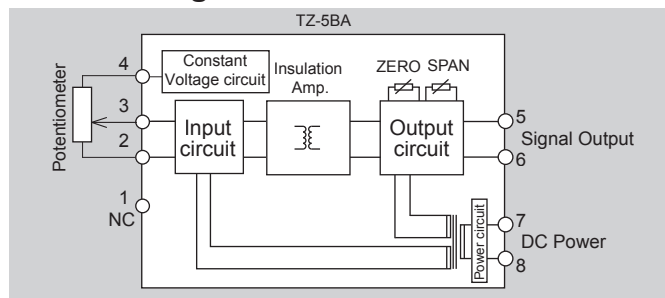 TZ-5BA
Potentiometer
4
3
2
1
NC
Constant
Voltage circuit
Insulation
Amp.
ZERO SPAN
Input
circuit
Output
circuit
5
6
Signal Output
Power circuit
7
8
DC Power